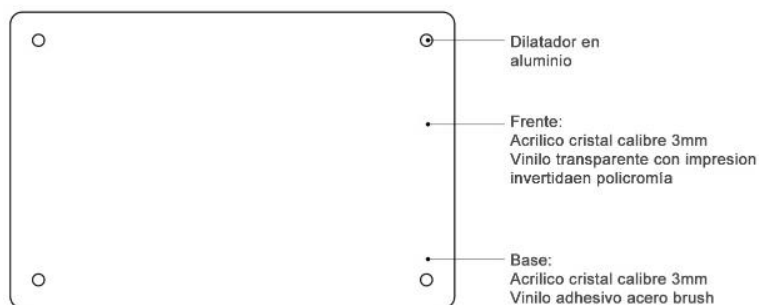 Dilatador en
aluminio
Frente:
Acrilico cristal calibre 3mm
Vinilo transparente con impresion
invertidaen policromía
Base:
Acrilico cristal calibre 3mm
Vinilo adhesivo acero brush